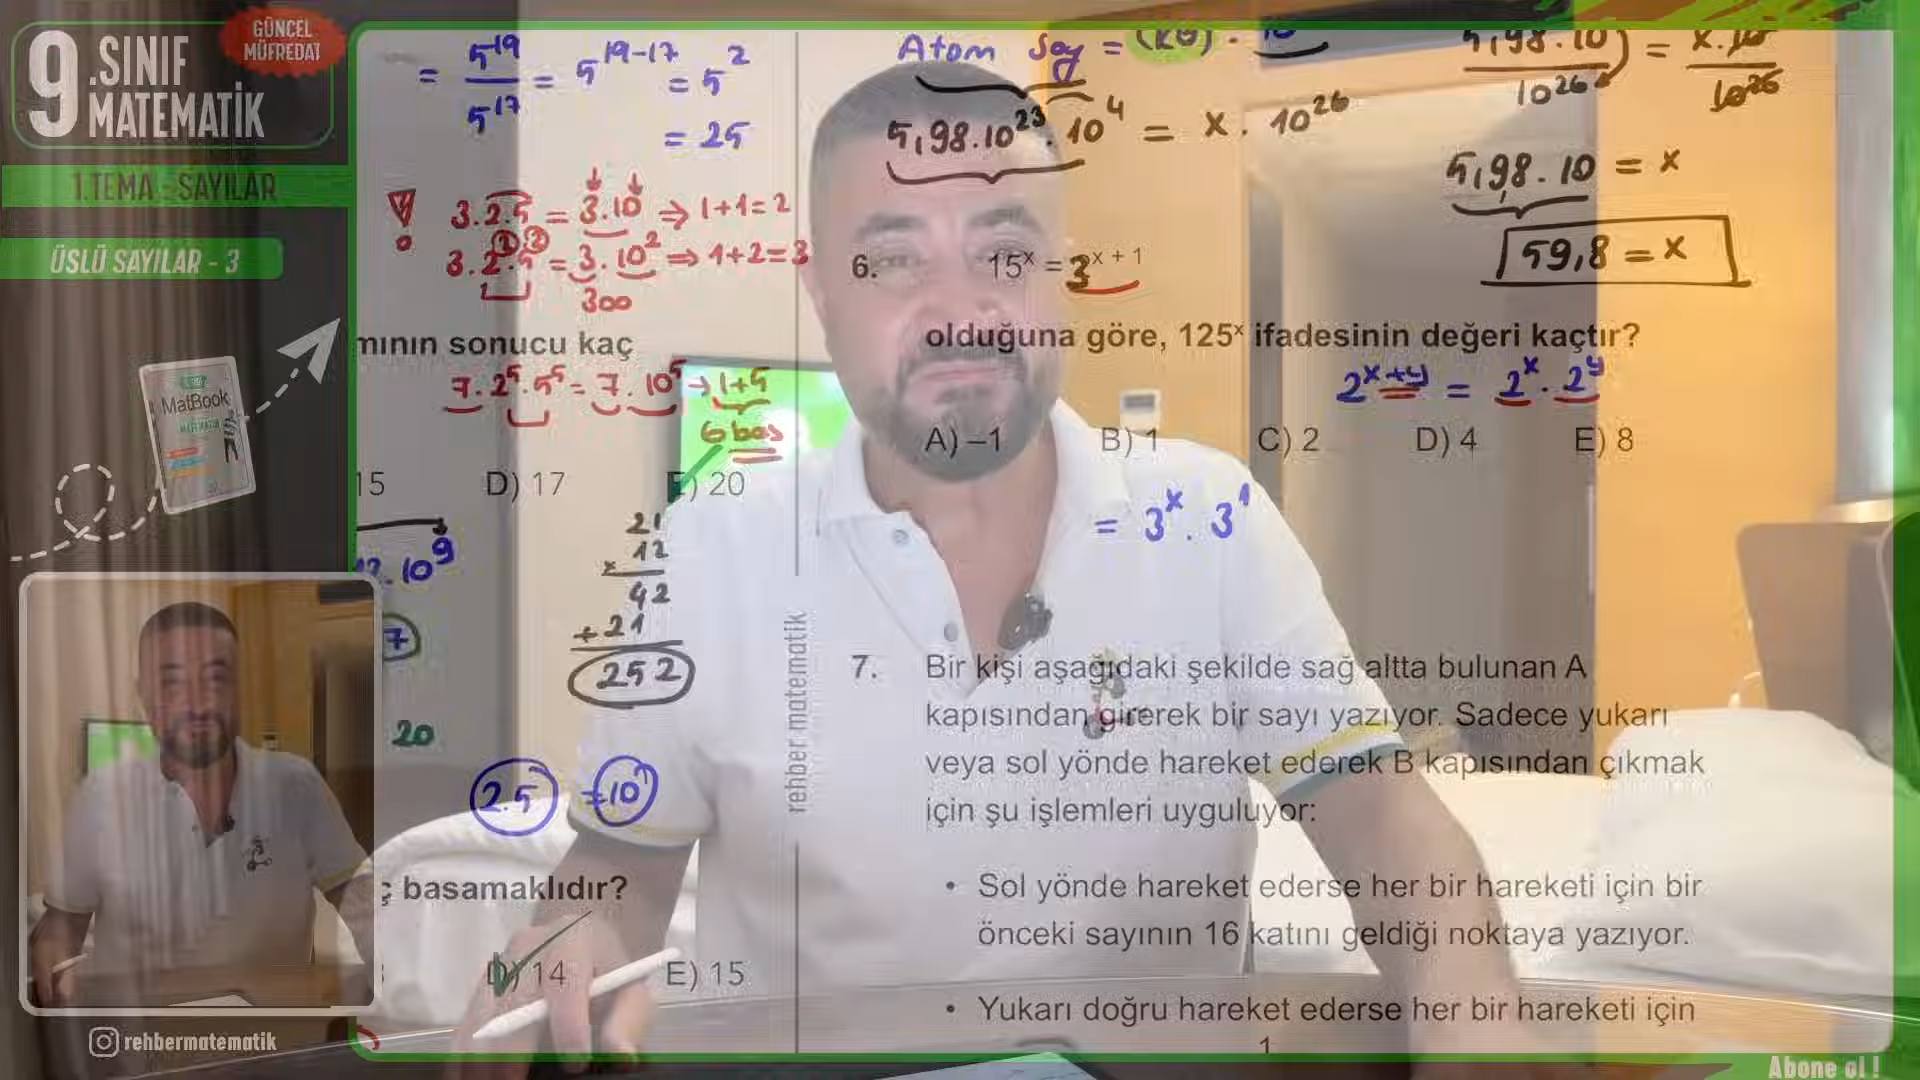 9
.SINIF
MATEMATİK
GÜNCEL
MÜFREDAT
1.TEMA : SAYILAR
ÜSLÜ SAYILAR - 3
MatBook
rehbermatematik
= 5^19 / 5^17 = 5^19-17 = 5^2
= 25
3.2.5 = 3.10 ⇒ 1+1=2
3.2^2.5^2 = 3.10^2 ⇒ 1+2=3
300
mının sonucu kaç
7.2^5.5^5 = 7.10^5 → 1+5
6 bas
15 D) 17 E) 20
21
x 12
42
+ 21
252
.10^9
7
20
2.5 = 10
ç basamaklıdır?
D) 14 E) 15
rehber matematik
Atom Say =
5,98.10^23.10^4 = x.10^26
5,98.10 = x
59,8 = x
6. 15^x = 3^x + 1
olduğuna göre, 125^x ifadesinin değeri kaçtır?
2^x+y = 2^x.2^y
A) –1 B) 1 C) 2 D) 4 E) 8
= 3^x.3^1
7. Bir kişi aşağıdaki şekilde sağ altta bulunan A
kapısından girerek bir sayı yazıyor. Sadece yukarı
veya sol yönde hareket ederek B kapısından çıkmak
için şu işlemleri uyguluyor:
• Sol yönde hareket ederse her bir hareketi için bir
önceki sayının 16 katını geldiği noktaya yazıyor.
• Yukarı doğru hareket ederse her bir hareketi için
1
Abone ol !